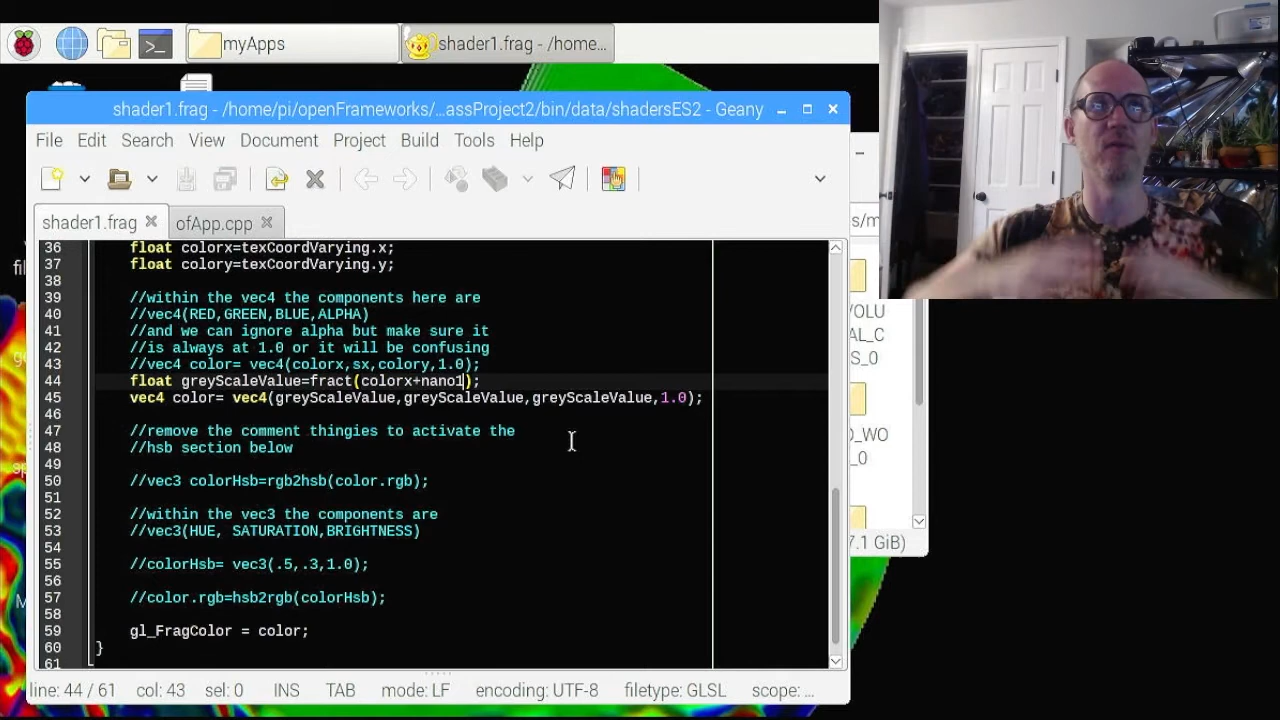 myApps
shader1.frag - /home...
shader1.frag - /home/pi/openFrameworks/...assProject2/bin/data/shadersES2 - Geany
File Edit Search View Document Project Build Tools Help
shader1.frag
ofApp.cpp
36 float colorx=texCoordVarying.x;
37 float colory=texCoordVarying.y;
38
39 //within the vec4 the components here are
40 //vec4(RED,GREEN,BLUE,ALPHA)
41 //and we can ignore alpha but make sure it
42 //is always at 1.0 or it will be confusing
43 //vec4 color= vec4(colorx,sx,colory,1.0);
44 float greyScaleValue=fract(colorx+nano1);
45 vec4 color= vec4(greyScaleValue,greyScaleValue,greyScaleValue,1.0);
46
47 //remove the comment thingies to activate the
48 //hsb section below
49
50 //vec3 colorHsb=rgb2hsb(color.rgb);
51
52 //within the vec3 the components are
53 //vec3(HUE, SATURATION,BRIGHTNESS)
54
55 //colorHsb= vec3(.5,.3,1.0);
56
57 //color.rgb=hsb2rgb(colorHsb);
58
59 gl_FragColor = color;
60 }
61
line: 44 / 61 col: 43 sel: 0 INS TAB mode: LF encoding: UTF-8 filetype: GLSL scope: ...
s/m
VOLU
AL_C
S_0
D_WO
_0
7.1 GiB)